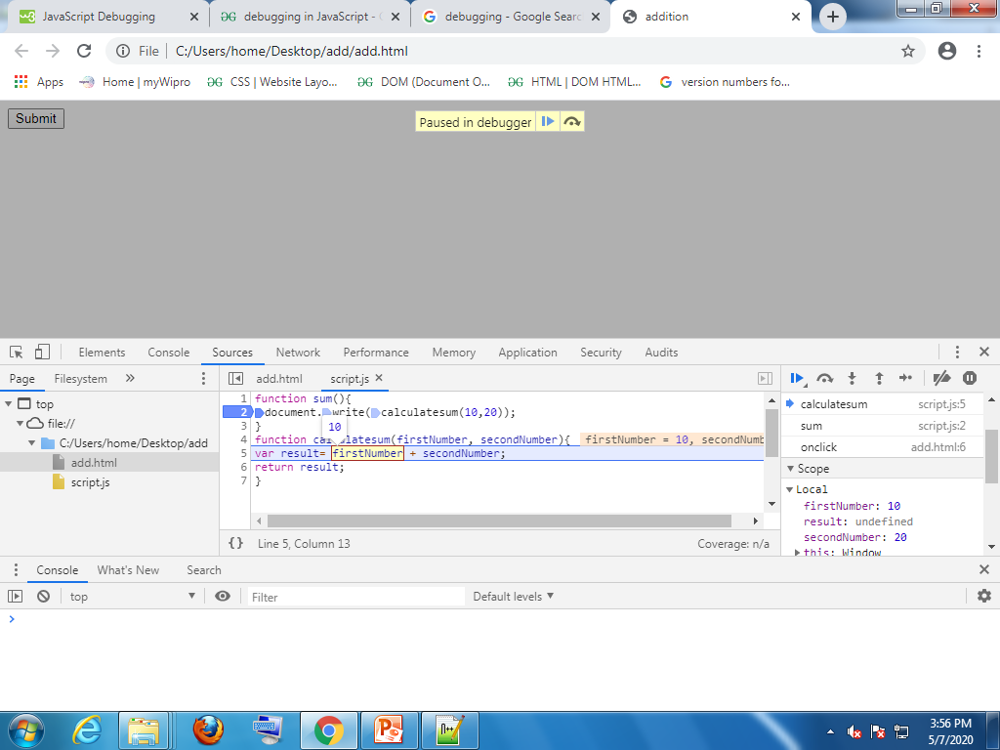 JavaScript Debugging
debugging in JavaScript -
debugging - Google Searc
addition
File | C:/Users/home/Desktop/add/add.html
Apps
Home | myWipro
CSS | Website Layo...
DOM (Document O...
HTML | DOM HTML...
version numbers fo...
Submit
Paused in debugger
Elements Console Sources Network Performance Memory Application Security Audits
Page Filesystem »
add.html script.js
top
file://
C:/Users/home/Desktop/add
add.html
script.js
1 function sum(){
2 document.write(calculatesum(10,20));
3 }
10
4 function calculatesum(firstNumber, secondNumber){ firstNumber = 10, secondNumb
5 var result= firstNumber + secondNumber;
6 return result;
7 }
{} Line 5, Column 13 Coverage: n/a
calculatesum script.js:5
sum script.js:2
onclick add.html:6
Scope
Local
firstNumber: 10
result: undefined
secondNumber: 20
this: Window
Console What's New Search
top Filter Default levels
3:56 PM
5/7/2020